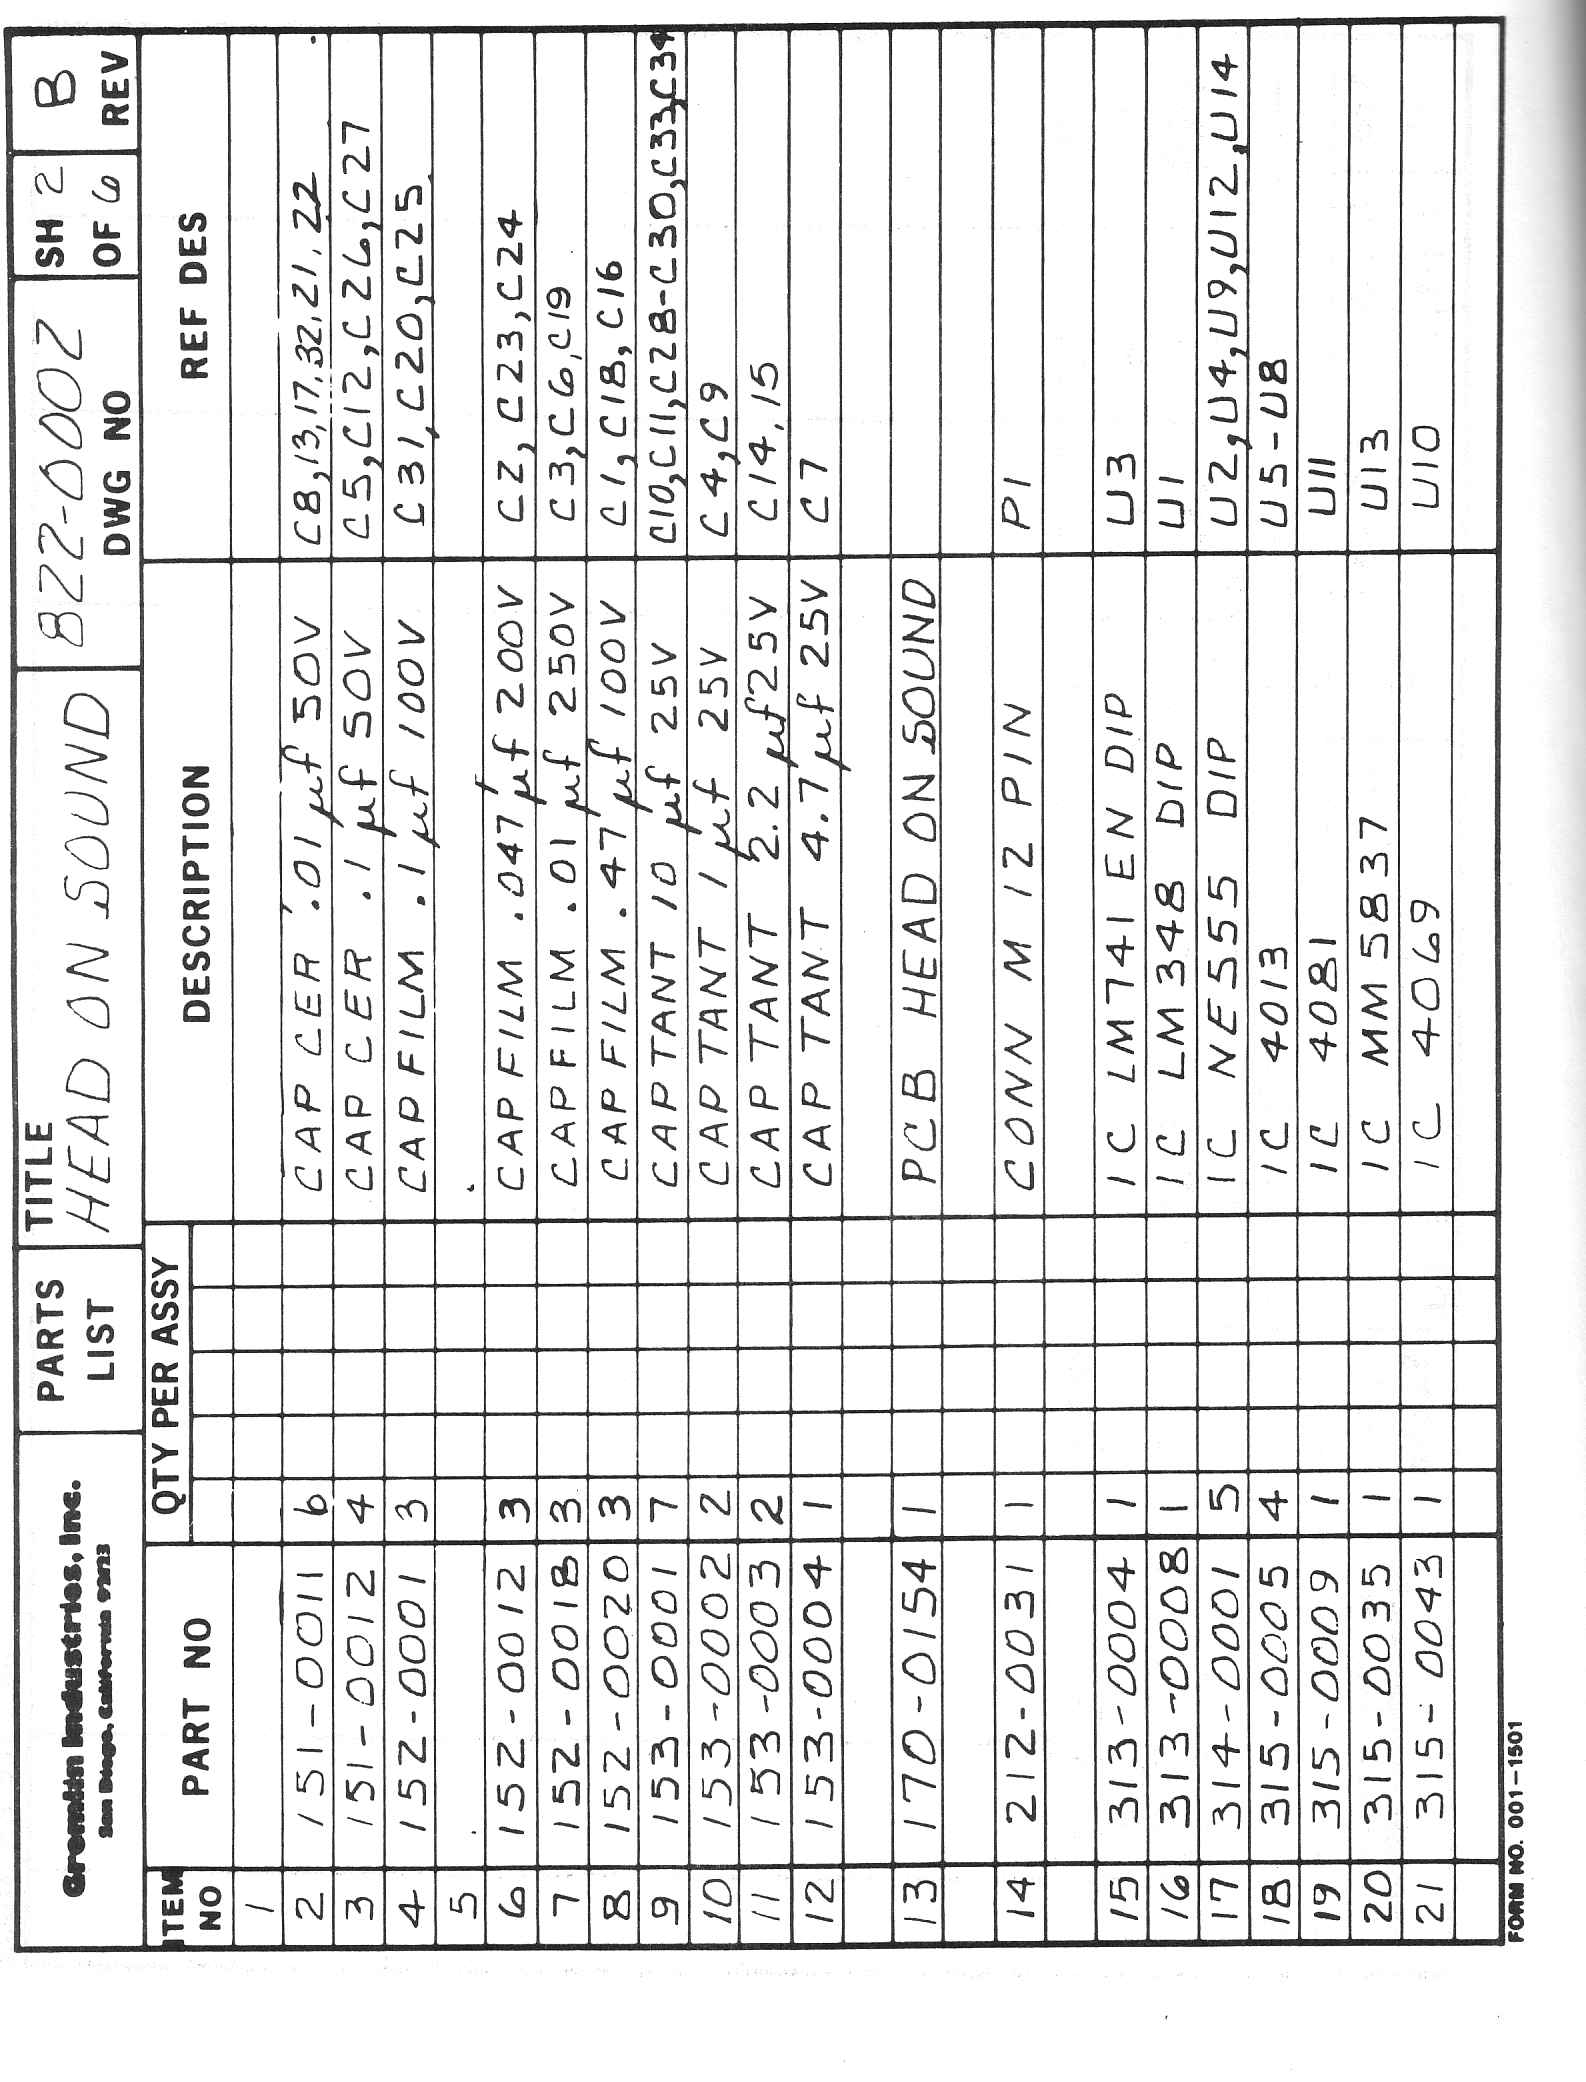 Gremlin Industries, Inc.
San Diego, California 92123
PARTS LIST
TITLE
HEAD ON SOUND
822-0002
DWG NO
SH 2
OF 6
B
REV
ITEM NO PART NO QTY PER ASSY DESCRIPTION REF DES
1
2 151-0011 6 CAP CER .01 µf 50V C8,13,17,32,21,22
3 151-0012 4 CAP CER .1 µf 50V C5,C12,C26,C27
4 152-0001 3 CAP FILM .1 µf 100V C31,C20,C25
5
6 152-0012 3 CAP FILM .047 µf 200V C2,C23,C24
7 152-0018 3 CAP FILM .01 µf 250V C3,C6,C19
8 152-0020 3 CAP FILM .47 µf 100V C1,C18,C16
9 153-0001 7 CAP TANT 10 µf 25V C10,C11,C28-C30,C33,C34
10 153-0002 2 CAP TANT 1 µf 25V C4,C9
11 153-0003 2 CAP TANT 2.2 µf 25V C14,15
12 153-0004 1 CAP TANT 4.7 µf 25V C7
13 170-0154 1 PCB HEAD ON SOUND
14 212-0031 1 CONN M 12 PIN P1
15 313-0004 1 IC LM741EN DIP U3
16 313-0008 1 IC LM348 DIP U1
17 314-0001 5 IC NE555 DIP U2,U4,U9,U12,U14
18 315-0005 4 IC 4013 U5-U8
19 315-0009 1 IC 4081 U11
20 315-0035 1 IC MM5837 U13
21 315-0043 1 IC 4069 U10
FORM NO. 001-1501